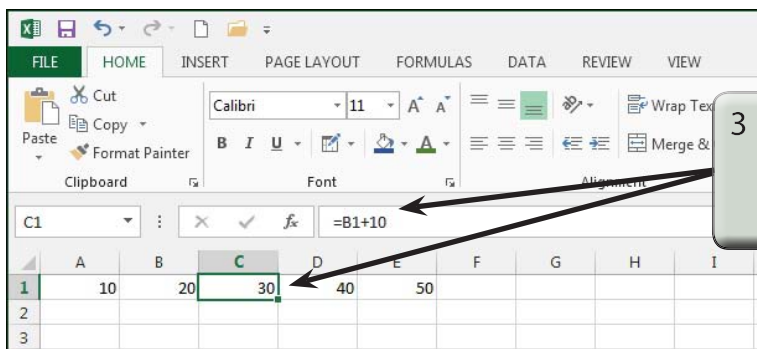 FILE HOME INSERT PAGE LAYOUT FORMULAS DATA REVIEW VIEW
Cut
Calibri 11 A A Wrap Tex
Copy
Paste
Format Painter B I U A Merge &
Clipboard Font
3
C1 fx =B1+10
A B C D E F G H I
1 10 20 30 40 50
2
3